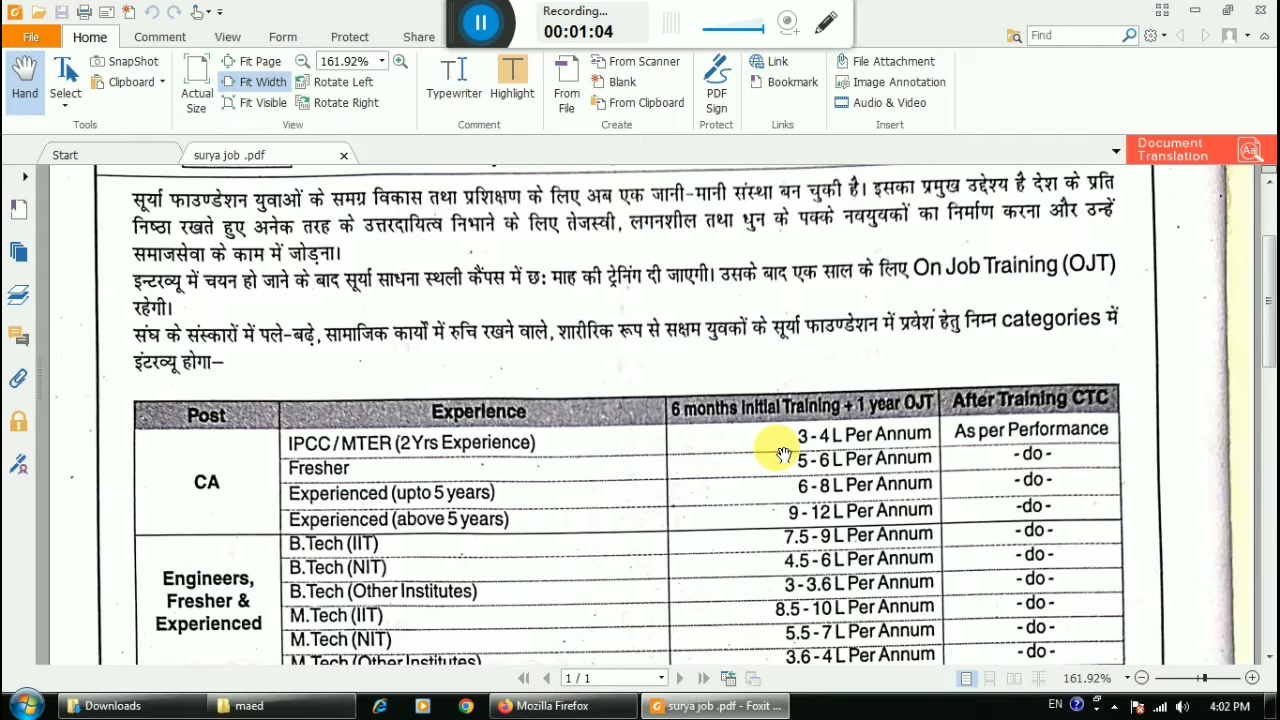 Recording...
00:01:04
File Home Comment View Form Protect Share Find
Hand Select SnapShot Clipboard
Actual Size Fit Page Fit Width Fit Visible 161.92% Rotate Left Rotate Right
Typewriter Highlight From File From Scanner Blank From Clipboard
PDF Sign Link Bookmark File Attachment Image Annotation Audio & Video
Tools View Comment Create Protect Links Insert
Start surya job .pdf Document Translation
सूर्या फाउण्डेशन युवाओं के समग्र विकास तथा प्रशिक्षण के लिए अब एक जानी-मानी संस्था बन चुकी है। इसका प्रमुख उद्देश्य है देश के प्रति
निष्ठा रखते हुए अनेक तरह के उत्तरदायित्व निभाने के लिए तेजस्वी, लगनशील तथा धुन के पक्के नवयुवकों का निर्माण करना और उन्हें
समाजसेवा के काम में जोड़ना।
इन्टरव्यू में चयन हो जाने के बाद सूर्या साधना स्थली कैंपस में छ: माह की ट्रेनिंग दी जाएगी। उसके बाद एक साल के लिए On Job Training (OJT)
रहेगी।
संघ के संस्कारों में पले-बढ़े, सामाजिक कार्यों में रुचि रखने वाले, शारीरिक रूप से सक्षम युवकों के सूर्या फाउण्डेशन में प्रवेश हेतु निम्न categories में
इंटरव्यू होगा–
Post Experience 6 months Initial Training + 1 year OJT After Training CTC
CA IPCC / MTER (2Yrs Experience) 3 - 4 L Per Annum As per Performance
Fresher 5 - 6 L Per Annum - do -
Experienced (upto 5 years) 6 - 8 L Per Annum - do -
Experienced (above 5 years) 9 - 12 L Per Annum -do -
Engineers, Fresher & Experienced B.Tech (IIT) 7.5 - 9 L Per Annum - do -
B.Tech (NIT) 4.5 - 6 L Per Annum - do -
B.Tech (Other Institutes) 3 - 3.6 L Per Annum - do -
M.Tech (IIT) 8.5 - 10 L Per Annum - do -
M.Tech (NIT) 5.5 - 7 L Per Annum - do -
M.Tech (Other Institutes) 3.6 - 4 L Per Annum - do -
1 / 1 161.92%
Downloads maed Mozilla Firefox surya job .pdf - Foxit ... EN 4:02 PM